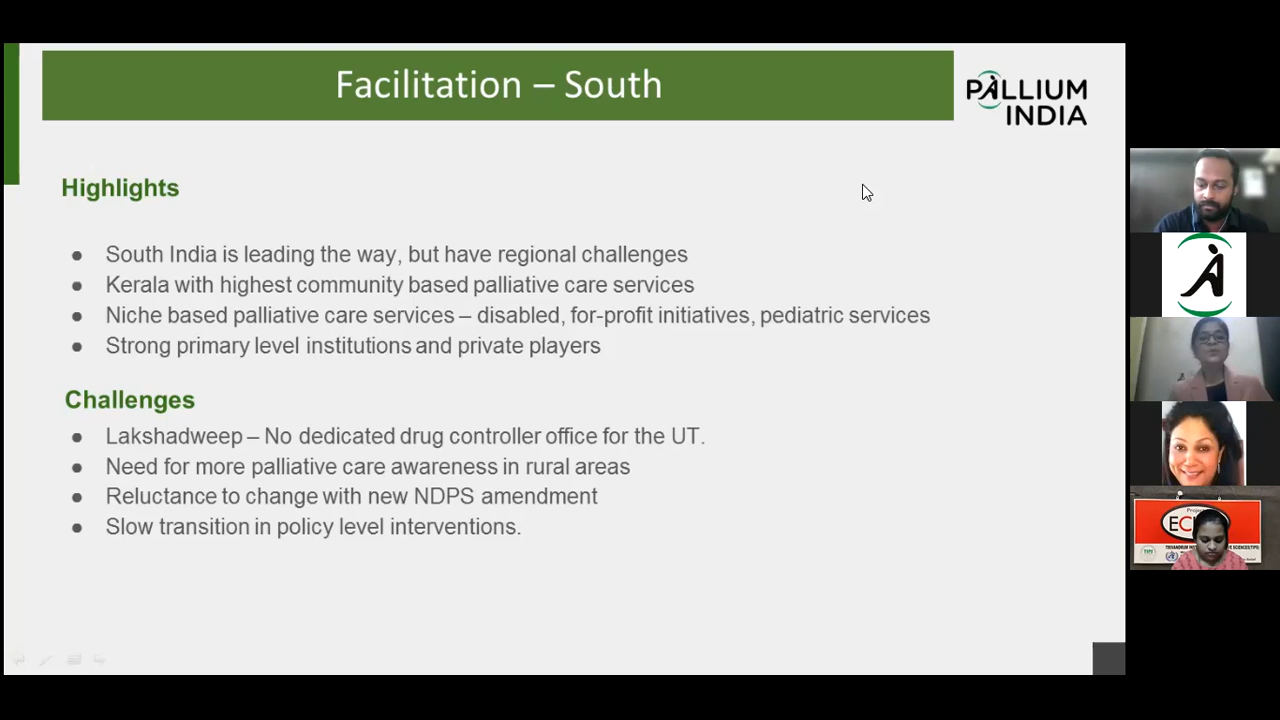 Facilitation – South
PALLIUM
INDIA
Highlights
● South India is leading the way, but have regional challenges
● Kerala with highest community based palliative care services
● Niche based palliative care services – disabled, for-profit initiatives, pediatric services
● Strong primary level institutions and private players
Challenges
● Lakshadweep – No dedicated drug controller office for the UT.
● Need for more palliative care awareness in rural areas
● Reluctance to change with new NDPS amendment
● Slow transition in policy level interventions.